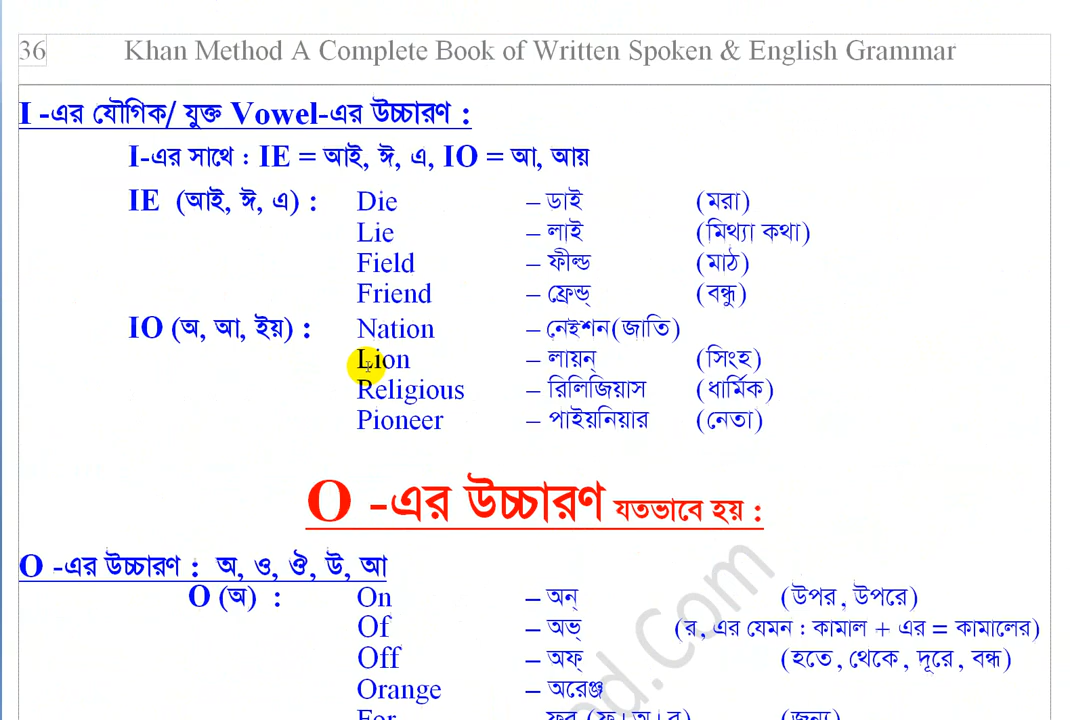 36 Khan Method A Complete Book of Written Spoken & English Grammar
I -এর যৌগিক/ যুক্ত Vowel-এর উচ্চারণ :
I-এর সাথে : IE = আই, ঈ, এ, IO = আ, আয়
IE (আই, ঈ, এ) : Die – ডাই (মরা)
Lie – লাই (মিথ্যা কথা)
Field – ফীল্ড (মাঠ)
Friend – ফ্রেন্ড্ (বন্ধু)
IO (অ, আ, ইয়) : Nation – নেইশন(জাতি)
Lion – লায়ন্ (সিংহ)
Religious – রিলিজিয়াস (ধার্মিক)
Pioneer – পাইয়নিয়ার (নেতা)
O -এর উচ্চারণ যতভাবে হয় :
O -এর উচ্চারণ : অ, ও, ঔ, উ, আ
O (অ) : On – অন্ (উপর, উপরে)
Of – অভ্ (র, এর যেমন : কামাল + এর = কামালের)
Off – অফ্ (হতে, থেকে, দূরে, বন্ধ)
Orange – অরেঞ্জ
For – ফর (ফ+অ+র) (জন্য)